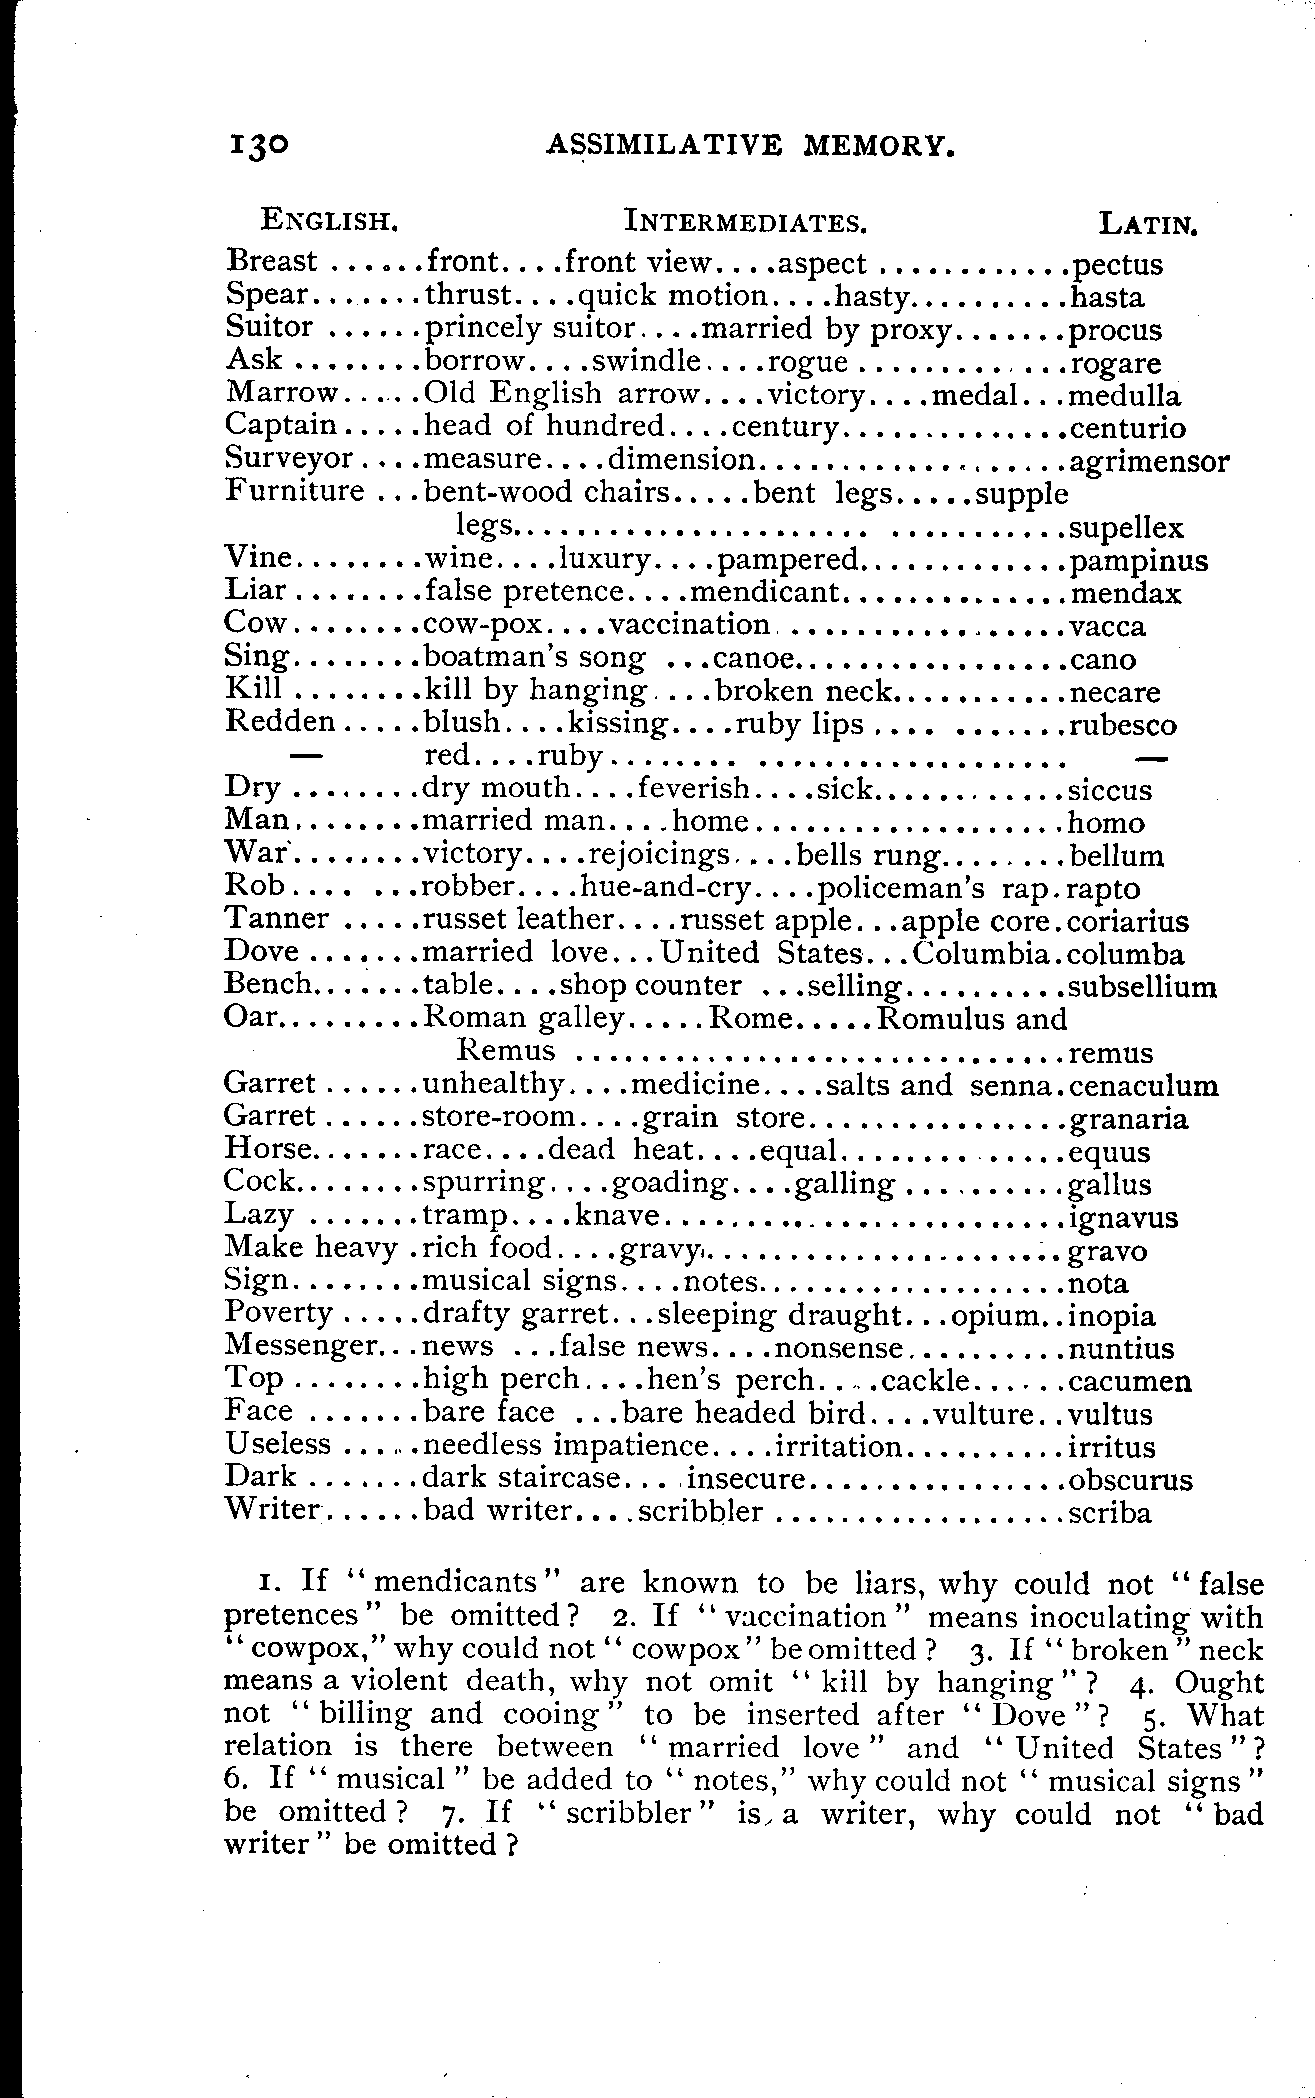 130 ASSIMILATIVE MEMORY.
ENGLISH. INTERMEDIATES. LATIN.
Breast ......front....front view....aspect ............pectus
Spear.......thrust....quick motion....hasty..........hasta
Suitor ......princely suitor....married by proxy.......procus
Ask ........borrow....swindle....rogue .............rogare
Marrow.....Old English arrow....victory....medal...medulla
Captain.....head of hundred....century..............centurio
Surveyor....measure....dimension...................agrimensor
Furniture ...bent-wood chairs.....bent legs.....supple
legs.................................supellex
Vine........wine....luxury....pampered.............pampinus
Liar........false pretence....mendicant..............mendax
Cow........cow-pox....vaccination.................vacca
Sing........boatman's song ...canoe.................cano
Kill ........kill by hanging....broken neck...........necare
Redden.....blush....kissing....ruby lips ...........rubesco
— red....ruby........................... —
Dry ........dry mouth....feverish....sick............siccus
Man........married man....home...................homo
War........victory....rejoicings....bells rung........bellum
Rob.... ...robber....hue-and-cry....policeman's rap.rapto
Tanner .....russet leather....russet apple...apple core.coriarius
Dove .......married love...United States...Columbia.columba
Bench.......table....shop counter ...selling..........subsellium
Oar.........Roman galley.....Rome.....Romulus and
Remus ..............................remus
Garret ......unhealthy....medicine....salts and senna.cenaculum
Garret ......store-room....grain store................granaria
Horse.......race....dead heat....equal..............equus
Cock........spurring....goading....galling ..........gallus
Lazy .......tramp....knave.........................ignavus
Make heavy .rich food....gravy......................gravo
Sign........musical signs....notes...................nota
Poverty .....drafty garret...sleeping draught...opium..inopia
Messenger...news ...false news....nonsense..........nuntius
Top ........high perch....hen's perch....cackle......cacumen
Face .......bare face ...bare headed bird....vulture..vultus
Useless .....needless impatience....irritation..........irritus
Dark .......dark staircase....insecure................obscurus
Writer......bad writer....scribbler ..................scriba
1. If "mendicants" are known to be liars, why could not "false
pretences" be omitted? 2. If "vaccination" means inoculating with
"cowpox," why could not "cowpox" be omitted? 3. If "broken" neck
means a violent death, why not omit "kill by hanging"? 4. Ought
not "billing and cooing" to be inserted after "Dove"? 5. What
relation is there between "married love" and "United States"?
6. If "musical" be added to "notes," why could not "musical signs"
be omitted? 7. If "scribbler" is a writer, why could not "bad
writer" be omitted?